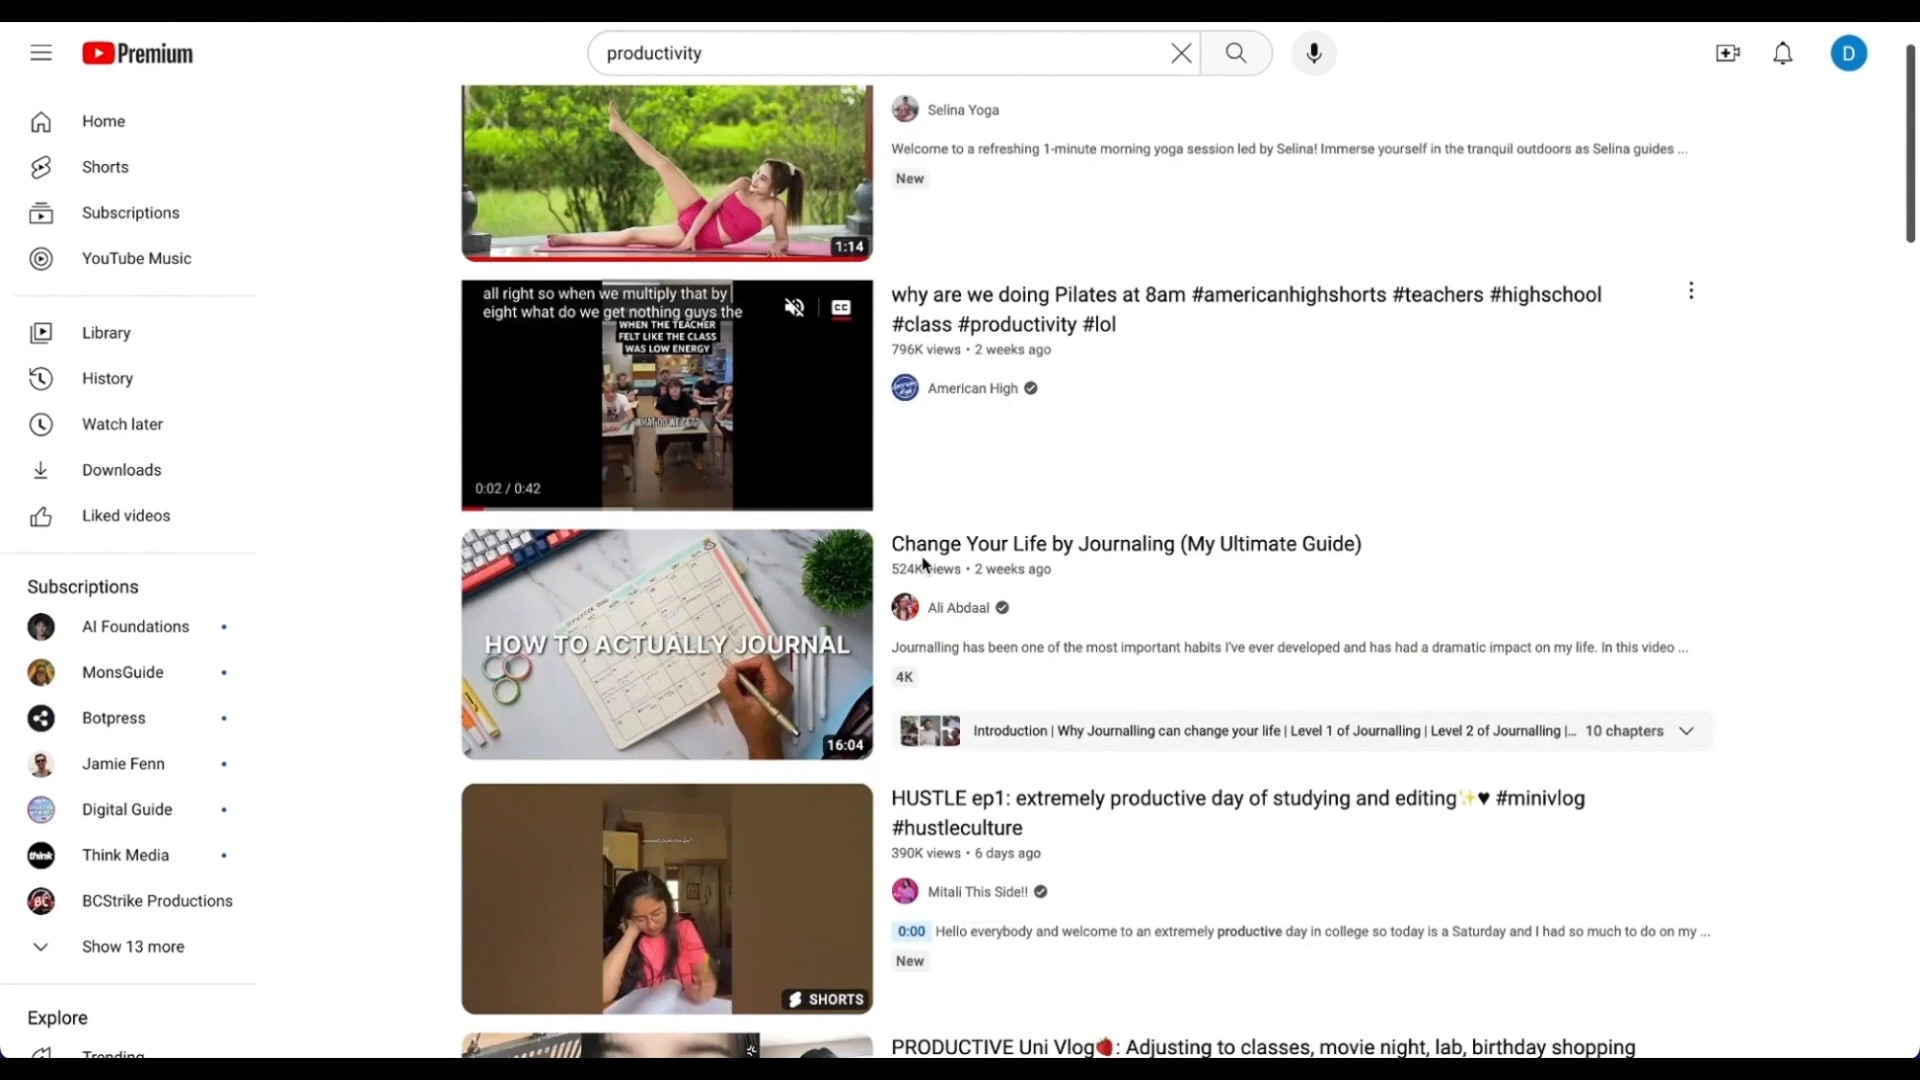 Premium
productivity
D
Home
Shorts
Subscriptions
YouTube Music
Library
History
Watch later
Downloads
Liked videos
Subscriptions
AI Foundations
MonsGuide
Botpress
Jamie Fenn
Digital Guide
think
Think Media
BC
BCStrike Productions
Show 13 more
Explore
Trending
1:14
Selina Yoga
Welcome to a refreshing 1-minute morning yoga session led by Selina! Immerse yourself in the tranquil outdoors as Selina guides ...
New
all right so when we multiply that by
eight what do we get nothing guys the
CC
WHEN THE TEACHER
FELT LIKE THE CLASS
WAS LOW ENERGY
WHAT DO WE GET?
0:02 / 0:42
why are we doing Pilates at 8am #americanhighshorts #teachers #highschool
#class #productivity #lol
796K views • 2 weeks ago
American High
HOW TO ACTUALLY JOURNAL
16:04
Change Your Life by Journaling (My Ultimate Guide)
524K views • 2 weeks ago
Ali Abdaal
Journalling has been one of the most important habits I've ever developed and has had a dramatic impact on my life. In this video ...
4K
Introduction | Why Journalling can change your life | Level 1 of Journalling | Level 2 of Journalling |... 10 chapters
SHORTS
HUSTLE ep1: extremely productive day of studying and editing✨♥ #minivlog
#hustleculture
390K views • 6 days ago
Mitali This Side!!
0:00 Hello everybody and welcome to an extremely productive day in college so today is a Saturday and I had so much to do on my ...
New
PRODUCTIVE Uni Vlog🍓: Adjusting to classes, movie night, lab, birthday shopping